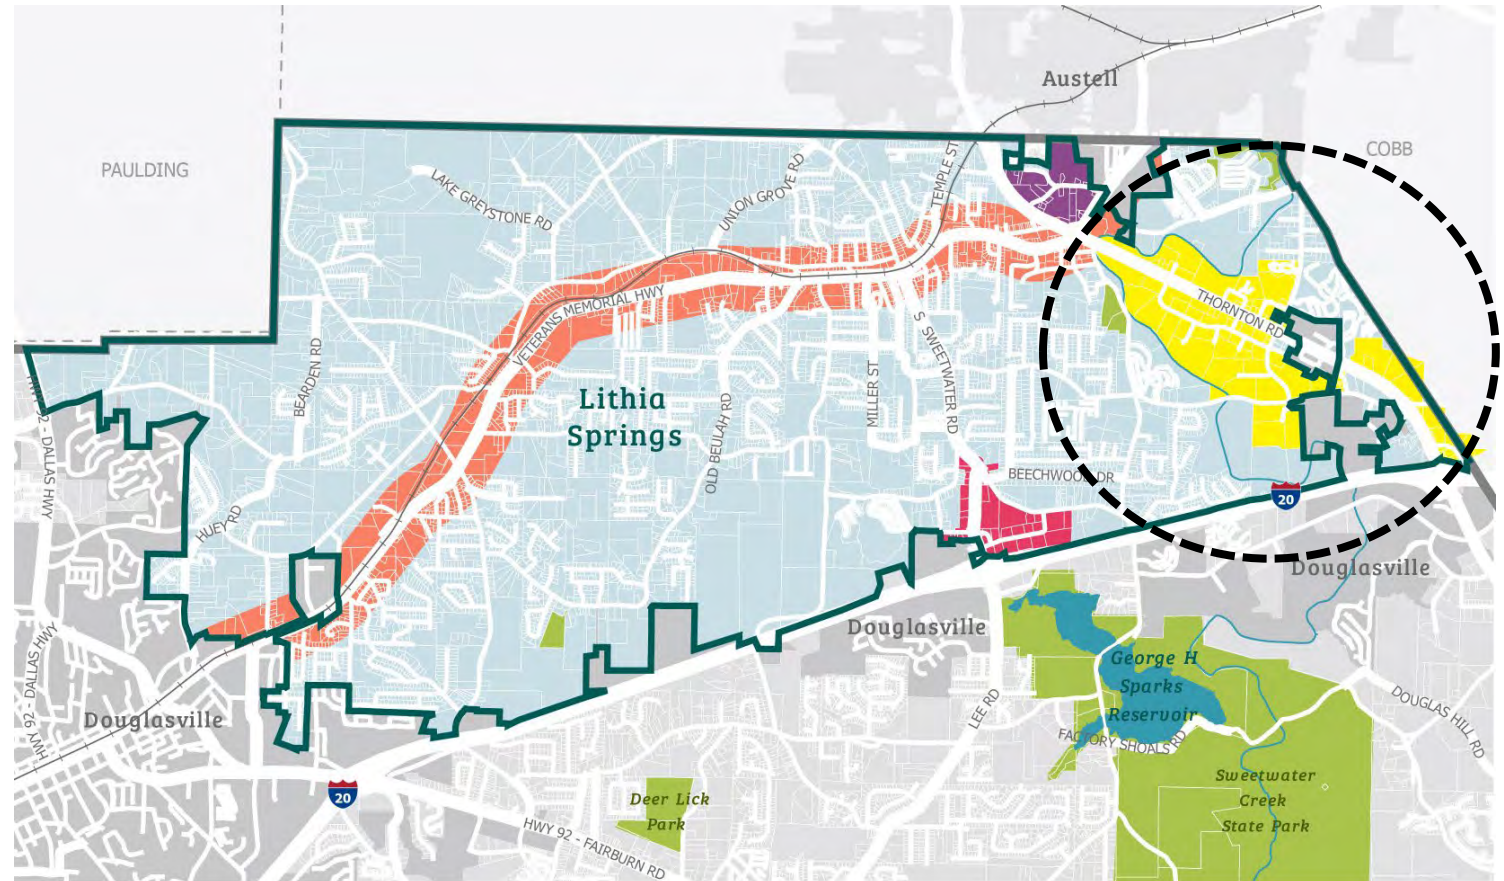 Austell
COBB
PAULDING
LAKE GREYSTONE RD
UNION GROVE RD
TEMPLE ST
THORNTON RD
VETERANS MEMORIAL HWY
BEARDEN RD
HWY 92 - DALLAS HWY
Lithia
Springs
MILLER ST
S SWEETWATER RD
OLD BEULAH RD
BEECHWOOD DR
20
HUEY RD
Douglasville
Douglasville
George H
Sparks
Reservoir
HWY 92 - DALLAS HWY
Douglasville
LEE RD
FACTORY SHOALS RD
DOUGLAS HILL RD
20
Deer Lick
Park
Sweetwater
Creek
State Park
HWY 92 - FAIRBURN RD